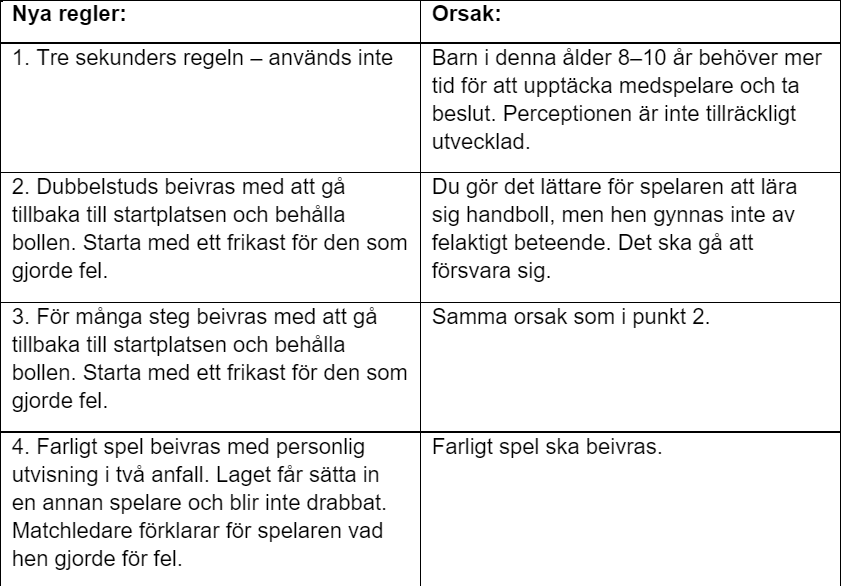 Nya regler:
Orsak:
1. Tre sekunders regeln – används inte
Barn i denna ålder 8–10 år behöver mer
tid för att upptäcka medspelare och ta
beslut. Perceptionen är inte tillräckligt
utvecklad.
2. Dubbelstuds beivras med att gå
tillbaka till startplatsen och behålla
bollen. Starta med ett frikast för den som
gjorde fel.
Du gör det lättare för spelaren att lära
sig handboll, men hen gynnas inte av
felaktigt beteende. Det ska gå att
försvara sig.
3. För många steg beivras med att gå
tillbaka till startplatsen och behålla
bollen. Starta med ett frikast för den som
gjorde fel.
Samma orsak som i punkt 2.
4. Farligt spel beivras med personlig
utvisning i två anfall. Laget får sätta in
en annan spelare och blir inte drabbat.
Matchledare förklarar för spelaren vad
hen gjorde för fel.
Farligt spel ska beivras.